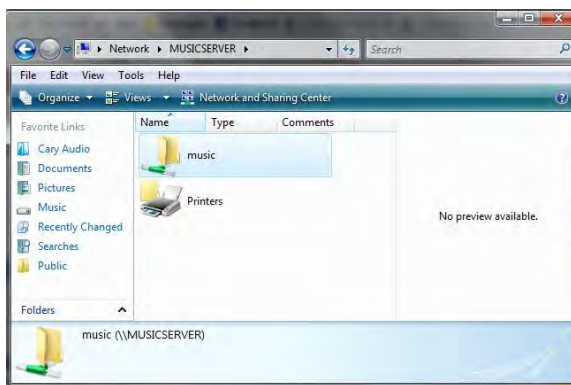 Network ▸ MUSICSERVER ▸
Search
File Edit View Tools Help
Organize Views Network and Sharing Center
Favorite Links
Cary Audio
Documents
Pictures
Music
Recently Changed
Searches
Public
Folders
Name Type Comments
music
Printers
No preview available.
music (\\MUSICSERVER)